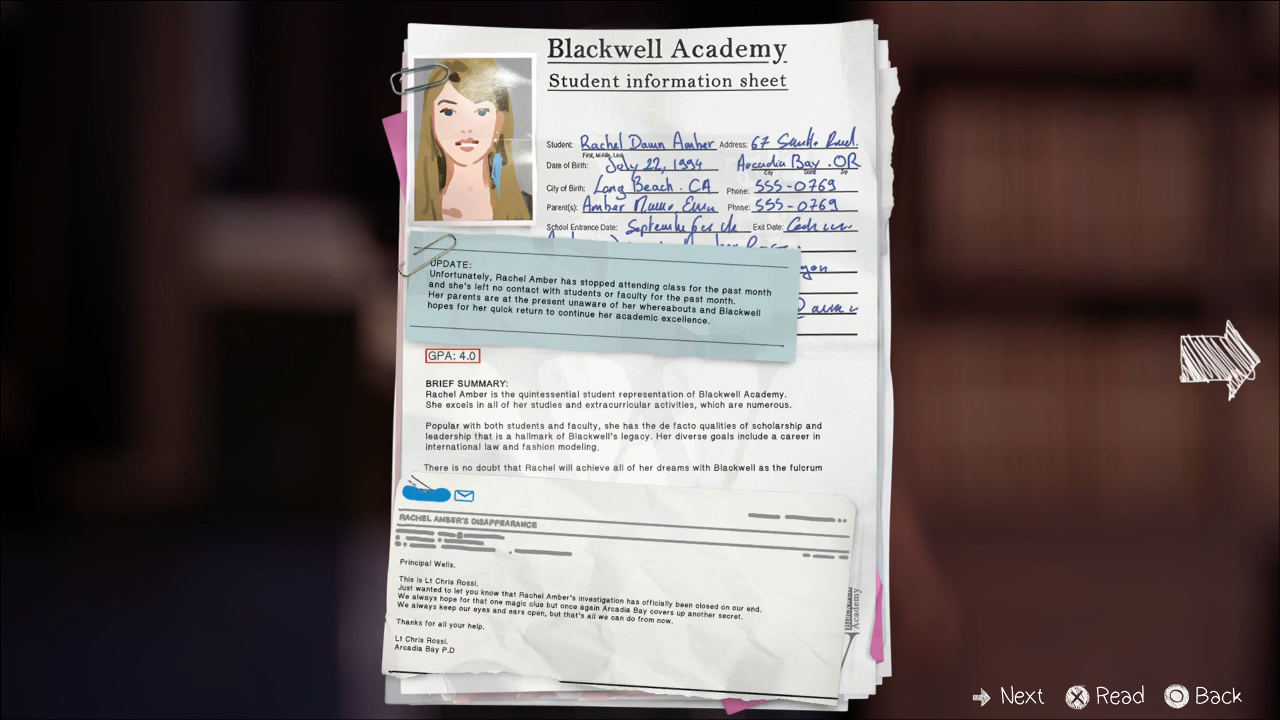 Blackwell Academy
Student information sheet
Student: Rachel Dawn Amber Address: 67
First, Middle, Last
Date of Birth: July 22, 1994 Arcadia Bay . OR
City State Zip
City of Birth: Long Beach . CA Phone: 555-0769
Parent(s): Amber Phone: 555-0769
School Entrance Date: Exit Date:
UPDATE:
Unfortunately, Rachel Amber has stopped attending class for the past month
and she's left no contact with students or faculty for the past month.
Her parents are at the present unaware of her whereabouts and Blackwell
hopes for her quick return to continue her academic excellence.
GPA: 4.0
BRIEF SUMMARY:
Rachel Amber is the quintessential student representation of Blackwell Academy.
She excels in all of her studies and extracurricular activities, which are numerous.
Popular with both students and faculty, she has the de facto qualities of scholarship and
leadership that is a hallmark of Blackwell's legacy. Her diverse goals include a career in
international law and fashion modeling.
There is no doubt that Rachel will achieve all of her dreams with Blackwell as the fulcrum
RACHEL AMBER'S DISAPPEARANCE
Principal Wells.
This is Lt Chris Rossi.
Just wanted to let you know that Rachel Amber's investigation has officially been closed on our end.
We always hope for that one magic clue but once again Arcadia Bay covers up another secret.
We always keep our eyes and ears open, but that's all we can do from now.
Thanks for all your help.
Lt Chris Rossi.
Arcadia Bay P.D
Blackwell
Academy
Next Read Back